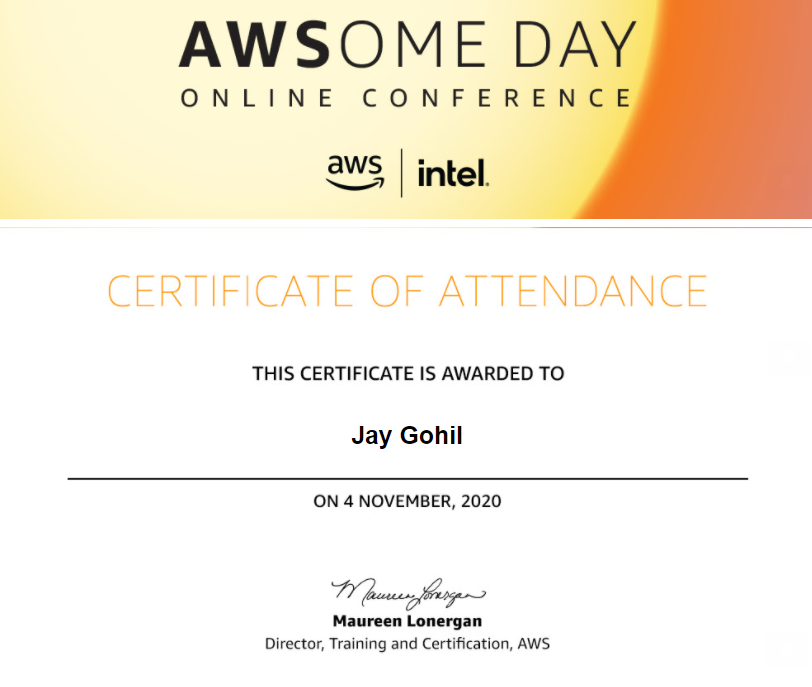 AWSOME DAY
ONLINE CONFERENCE
aws intel.
CERTIFICATE OF ATTENDANCE
THIS CERTIFICATE IS AWARDED TO
Jay Gohil
ON 4 NOVEMBER, 2020
Maureen Lonergan
Maureen Lonergan
Director, Training and Certification, AWS